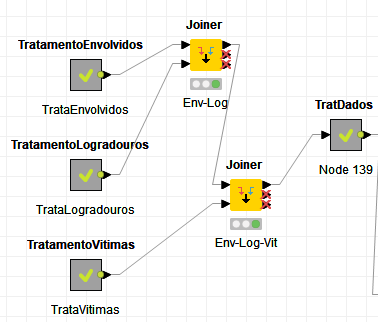 Joiner
TratamentoEnvolvidos
TrataEnvolvidos
Env-Log
TratamentoLogradouros
TrataLogradouros
Joiner
Env-Log-Vit
TratDados
Node 139
TratamentoVitimas
TrataVitimas